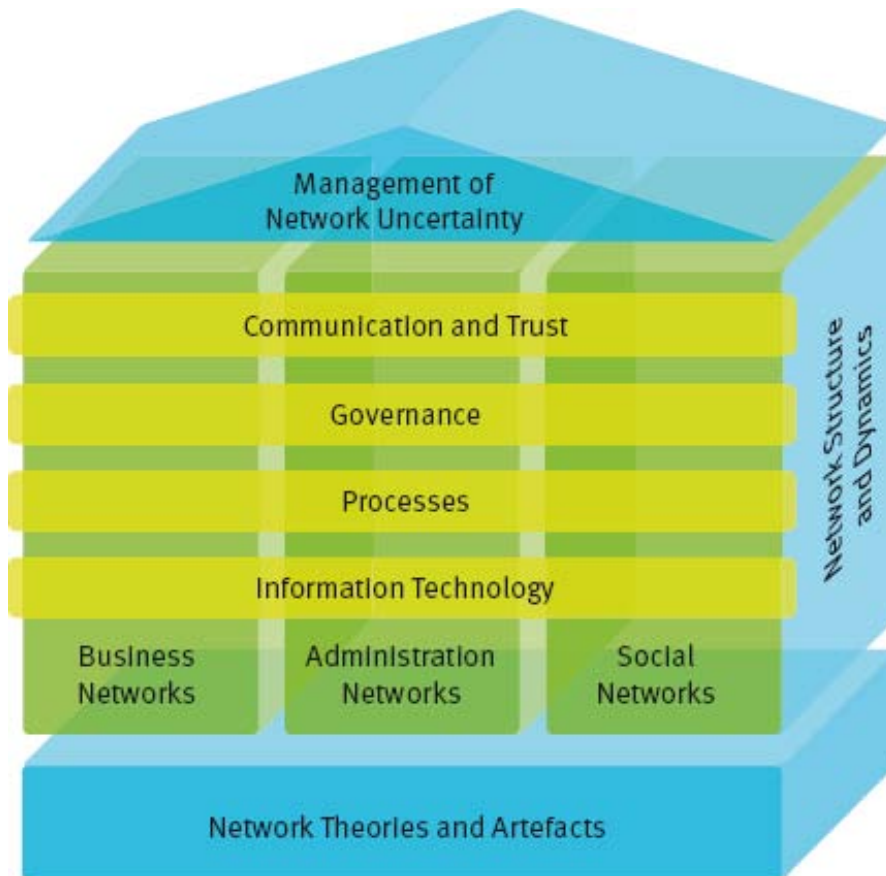 Management of
Network Uncertainty
Communication and Trust
Governance
Processes
Information Technology
Business
Networks
Administration
Networks
Social
Networks
Network Structure
and Dynamics
Network Theories and Artefacts